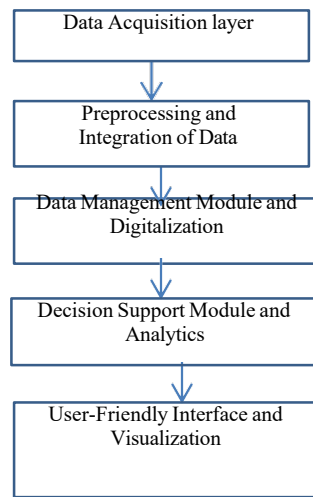 Data Acquisition layer
Preprocessing and
Integration of Data
Data Management Module and
Digitalization
Decision Support Module and
Analytics
User-Friendly Interface and
Visualization